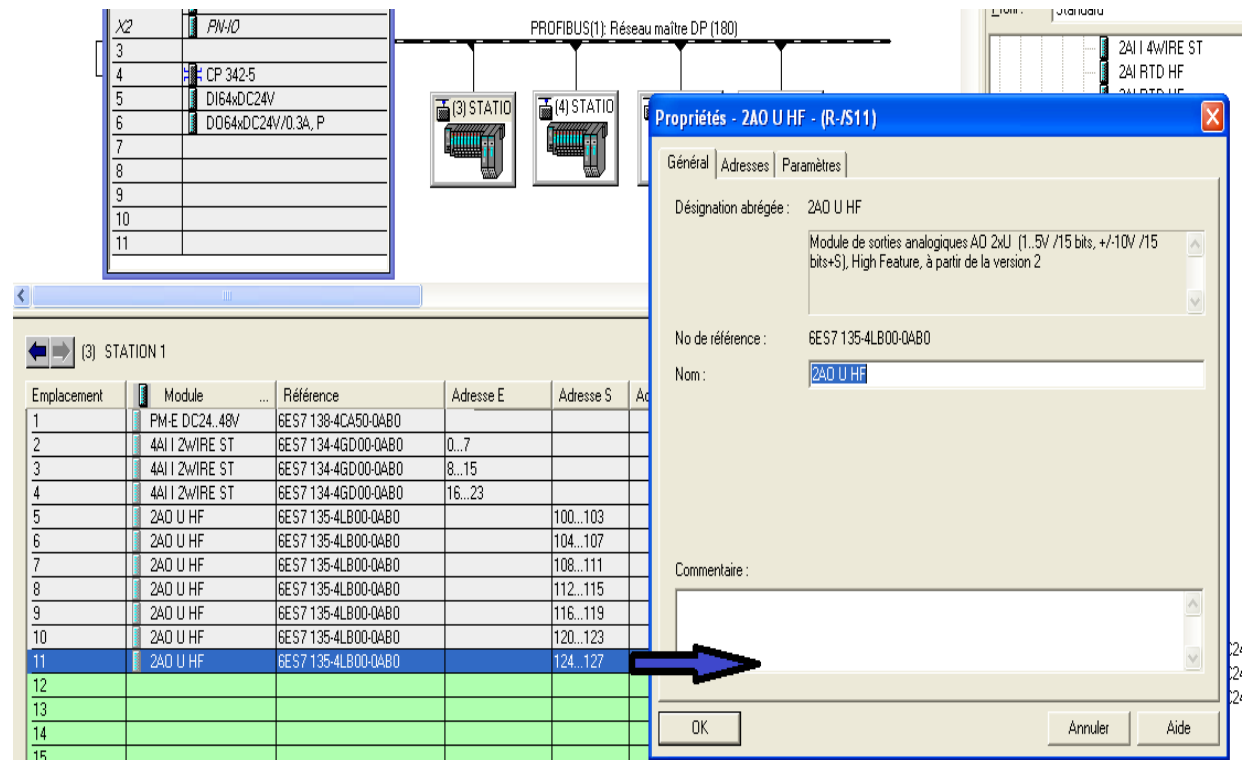 X2 PN-IO
3
4 CP 342-5
5 DI64xDC24V
6 DO64xDC24V/0.3A, P
7
8
9
10
11
PROFIBUS(1): Réseau maître DP (180)
(3) STATIO
(4) STATIO
Standard
2AI I 4WIRE ST
2AI RTD HF
2AI RTD HF
Propriétés - 2AO U HF - (R-/S11)
Général Adresses Paramètres
Désignation abrégée : 2AO U HF
Module de sorties analogiques AO 2xU (1..5V /15 bits, +/-10V /15
bits+S), High Feature, à partir de la version 2
No de référence : 6ES7 135-4LB00-0AB0
Nom : 2AO U HF
Commentaire :
OK Annuler Aide
(3) STATION 1
Emplacement Module ... Référence Adresse E Adresse S Ad
1 PM-E DC24..48V 6ES7 138-4CA50-0AB0
2 4AI I 2WIRE ST 6ES7 134-4GD00-0AB0 0...7
3 4AI I 2WIRE ST 6ES7 134-4GD00-0AB0 8...15
4 4AI I 2WIRE ST 6ES7 134-4GD00-0AB0 16...23
5 2AO U HF 6ES7 135-4LB00-0AB0 100...103
6 2AO U HF 6ES7 135-4LB00-0AB0 104...107
7 2AO U HF 6ES7 135-4LB00-0AB0 108...111
8 2AO U HF 6ES7 135-4LB00-0AB0 112...115
9 2AO U HF 6ES7 135-4LB00-0AB0 116...119
10 2AO U HF 6ES7 135-4LB00-0AB0 120...123
11 2AO U HF 6ES7 135-4LB00-0AB0 124...127
12
13
14
15